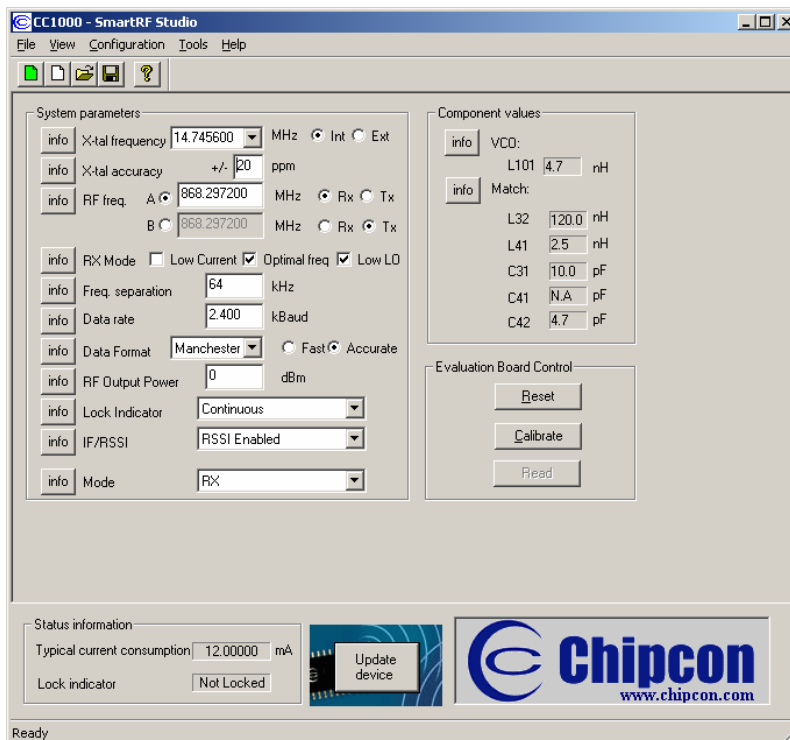 CC1000 - SmartRF Studio
File View Configuration Tools Help
System parameters
info X-tal frequency 14.745600 MHz Int Ext
info X-tal accuracy +/- 20 ppm
info RF freq. A 868.297200 MHz Rx Tx
B 868.297200 MHz Rx Tx
info RX Mode Low Current Optimal freq Low LO
info Freq. separation 64 kHz
info Data rate 2.400 kBaud
info Data Format Manchester Fast Accurate
info RF Output Power 0 dBm
info Lock Indicator Continuous
info IF/RSSI RSSI Enabled
info Mode RX
Component values
info VCO:
L101 4.7 nH
info Match:
L32 120.0 nH
L41 2.5 nH
C31 10.0 pF
C41 N.A pF
C42 4.7 pF
Evaluation Board Control
Reset
Calibrate
Read
Status information
Typical current consumption 12.00000 mA
Lock indicator Not Locked
Update
device
Chipcon
www.chipcon.com
Ready